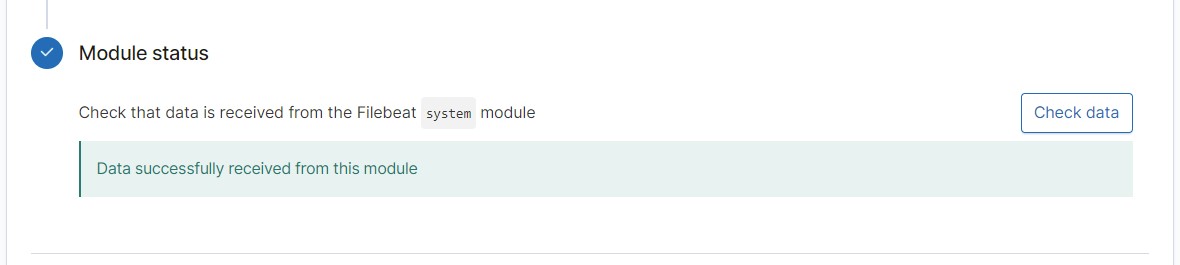 Module status
Check that data is received from the Filebeat system module
Check data
Data successfully received from this module